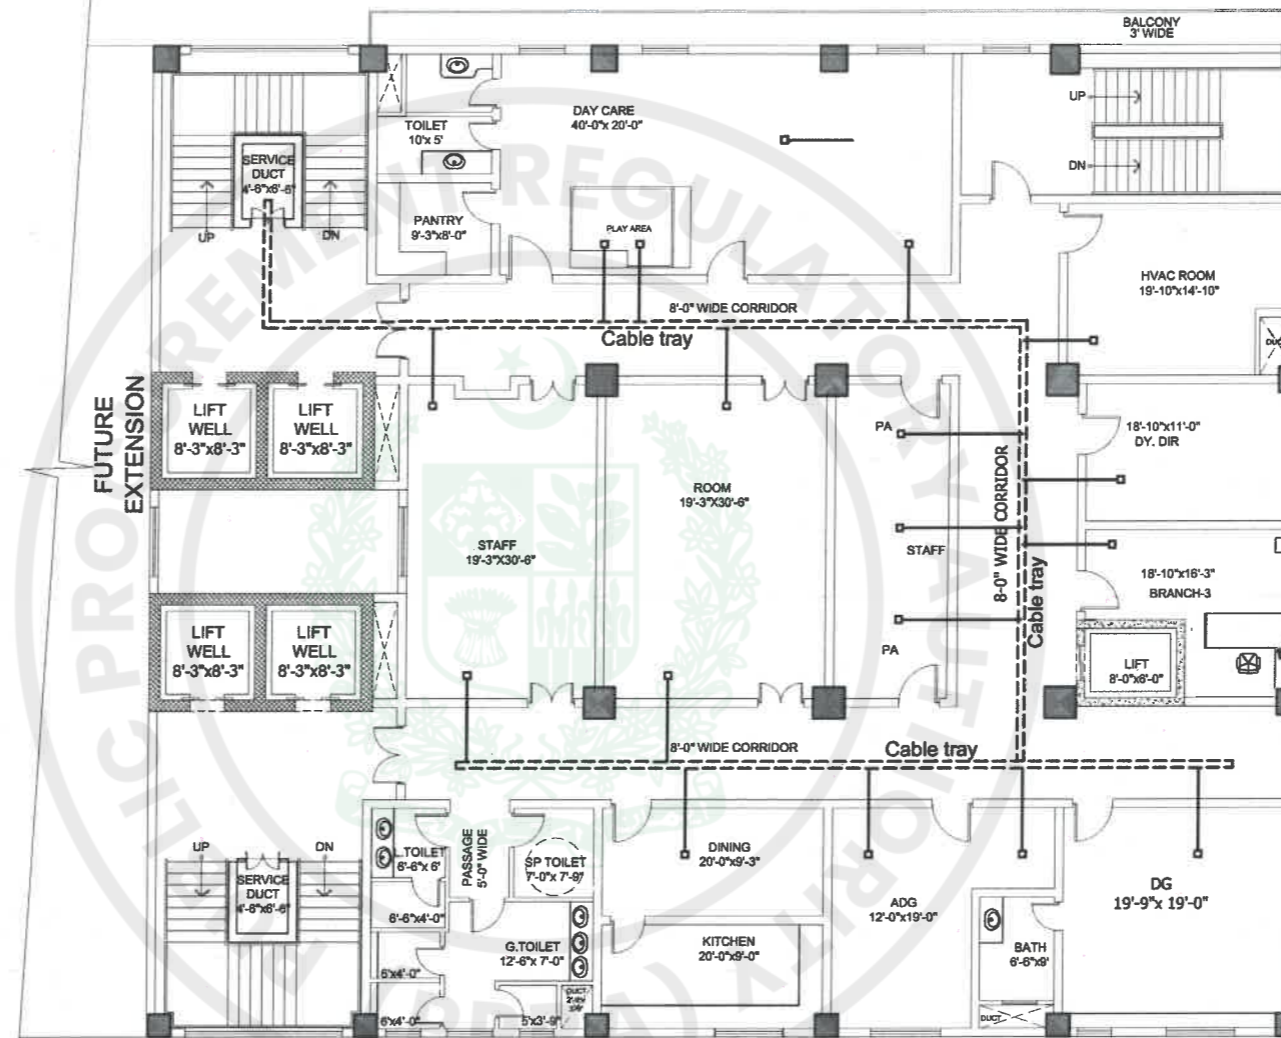 BALCONY
3' WIDE
DAY CARE
40'-0"x 20'-0"
UP
DN
TOILET
10'x 5'
SERVICE
DUCT
4'-6"x6'-6"
UP
DN
PANTRY
9'-3"x8'-0"
PLAY AREA
HVAC ROOM
19'-10"x14'-10"
8'-0" WIDE CORRIDOR
Cable tray
FUTURE
EXTENSION
LIFT
WELL
8'-3"x8'-3"
LIFT
WELL
8'-3"x8'-3"
PA
18'-10"x11'-0"
DY. DIR
ROOM
19'-3"X30'-6"
8-0" WIDE CORRIDOR
STAFF
19'-3"X30'-6"
STAFF
18'-10"x16'-3"
BRANCH-3
Cable tray
LIFT
WELL
8'-3"x8'-3"
LIFT
WELL
8'-3"x8'-3"
PA
LIFT
8'-0"x6'-0"
8'-0" WIDE CORRIDOR
Cable tray
UP
DN
SERVICE
DUCT
4'-6"x6'-6"
L.TOILET
6'-6"x 6'
PASSAGE
5'-0" WIDE
SP TOILET
7'-0"x 7'-9"
DINING
20'-0"x9'-3"
ADG
12'-0"x19'-0"
DG
19'-9"x 19'-0"
6'-6"x4'-0"
G.TOILET
12'-6"x 7'-0"
KITCHEN
20'-0"x9'-0"
BATH
6'-6"x9'
6'x4'-0"
6'x4'-0"
5'x3'-9"
DUCT
DUCT
PUBLIC PROCUREMENT REGULATORY AUTHORITY (PPRA)